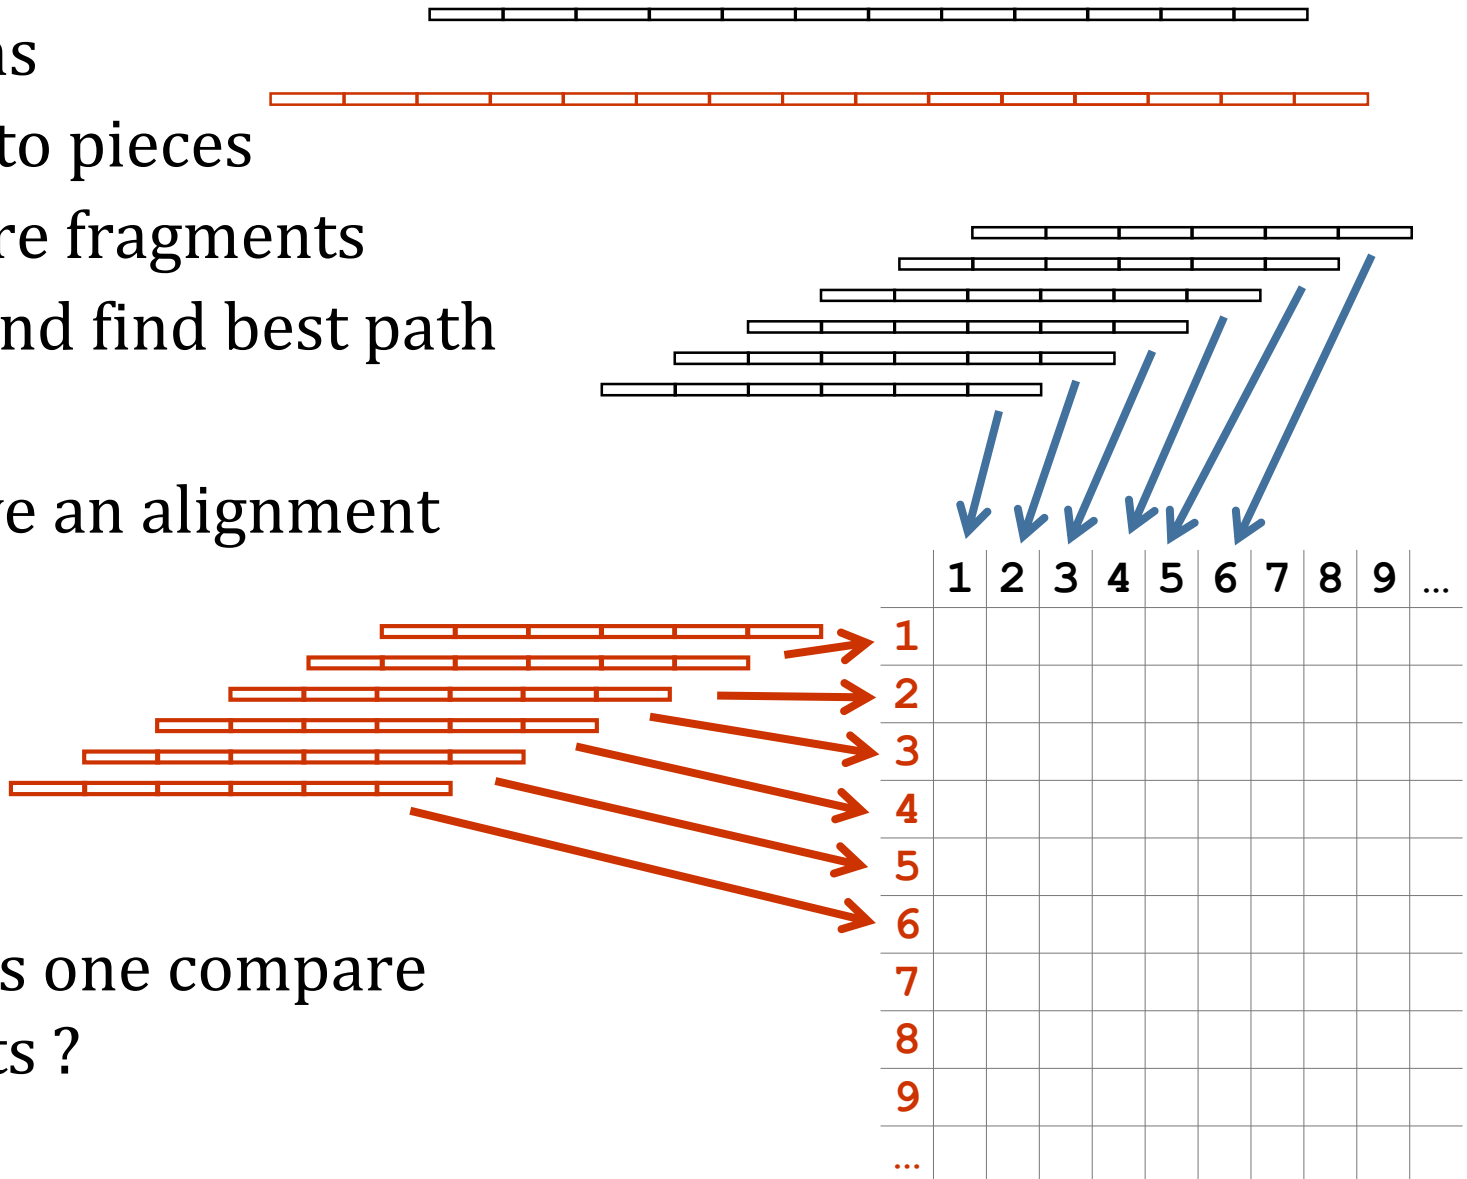 ns
to pieces
re fragments
nd find best path
ve an alignment
1 2 3 4 5 6 7 8 9 ...
1
2
3
4
5
6
7
8
9
...
s one compare
ts ?